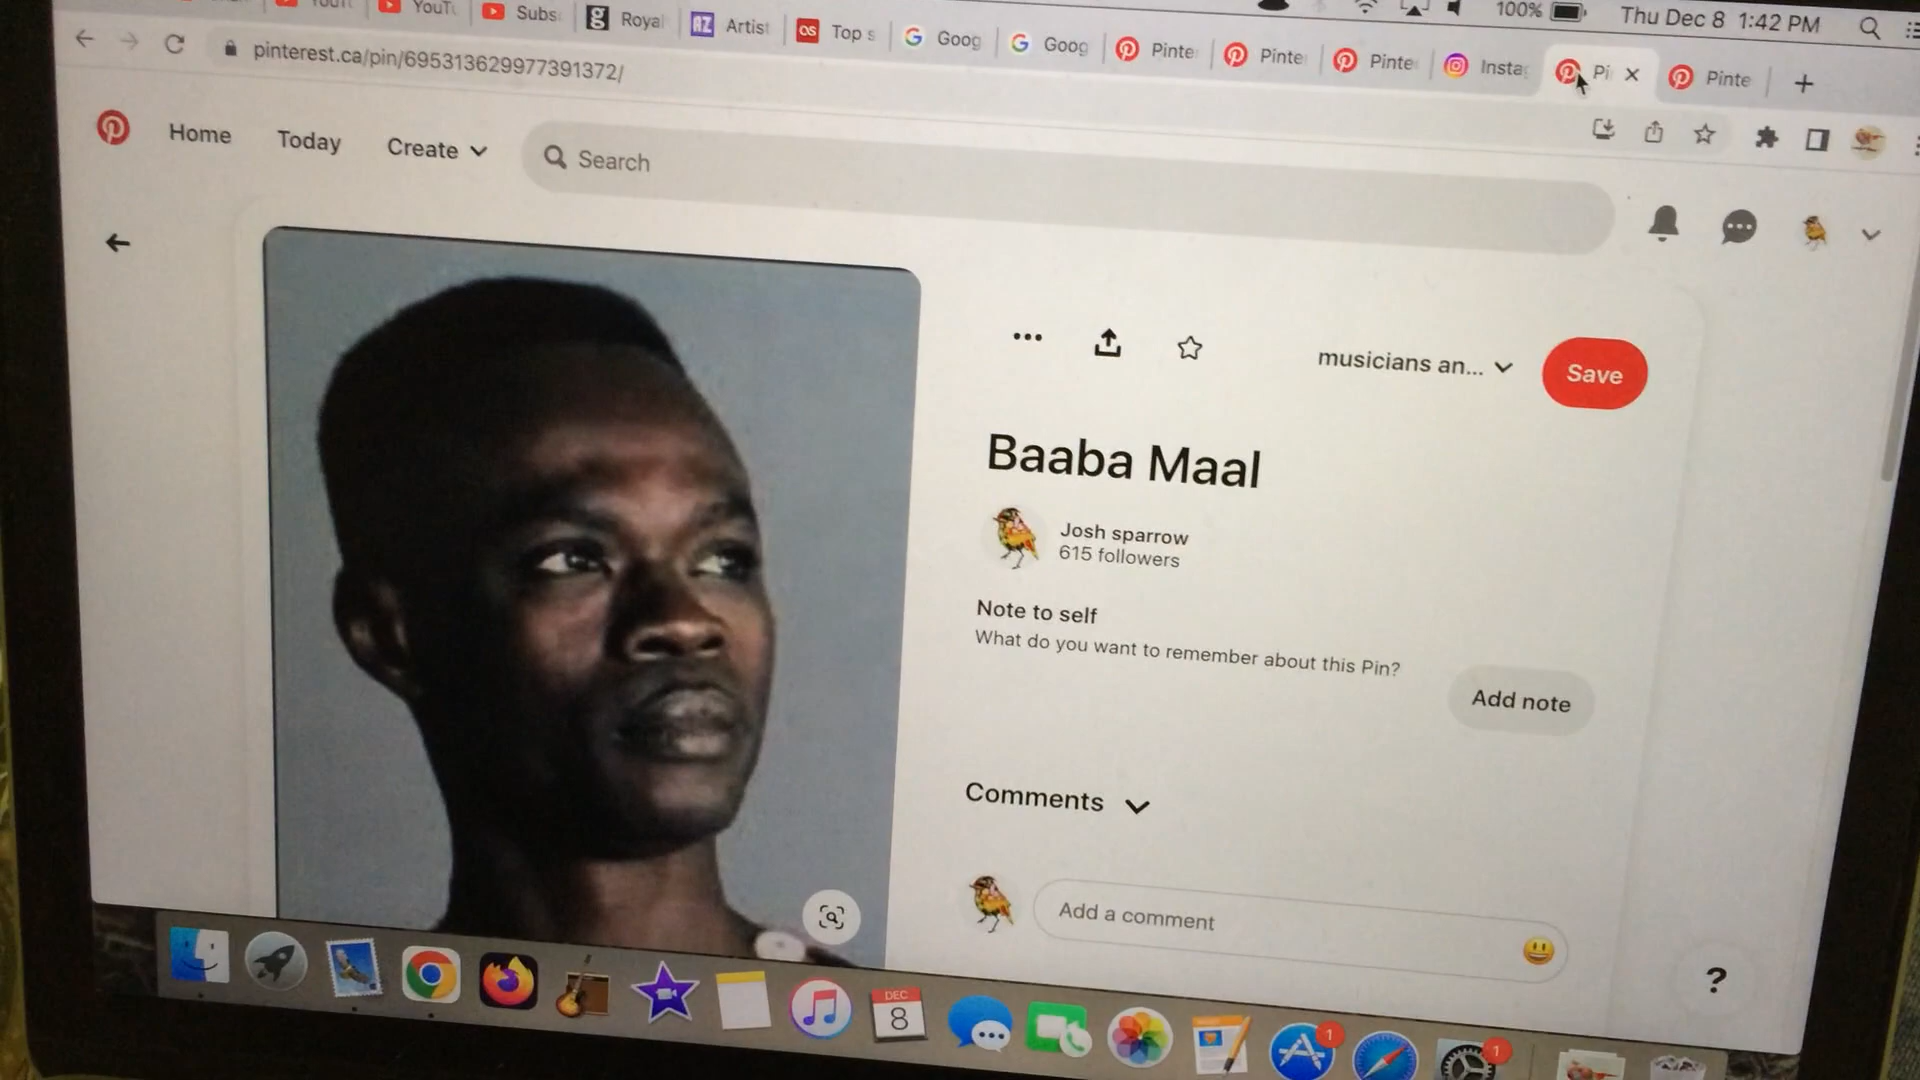 100% Thu Dec 8 1:42 PM
YouTu Subs Royal Artist Top s Goog Goog Pinte Pinte Pinte Insta Pi Pinte
pinterest.ca/pin/695313629977391372/
Home Today Create Search
musicians an... Save
Baaba Maal
Josh sparrow
615 followers
Note to self
What do you want to remember about this Pin?
Add note
Comments
Add a comment
?
DEC
8
1
1